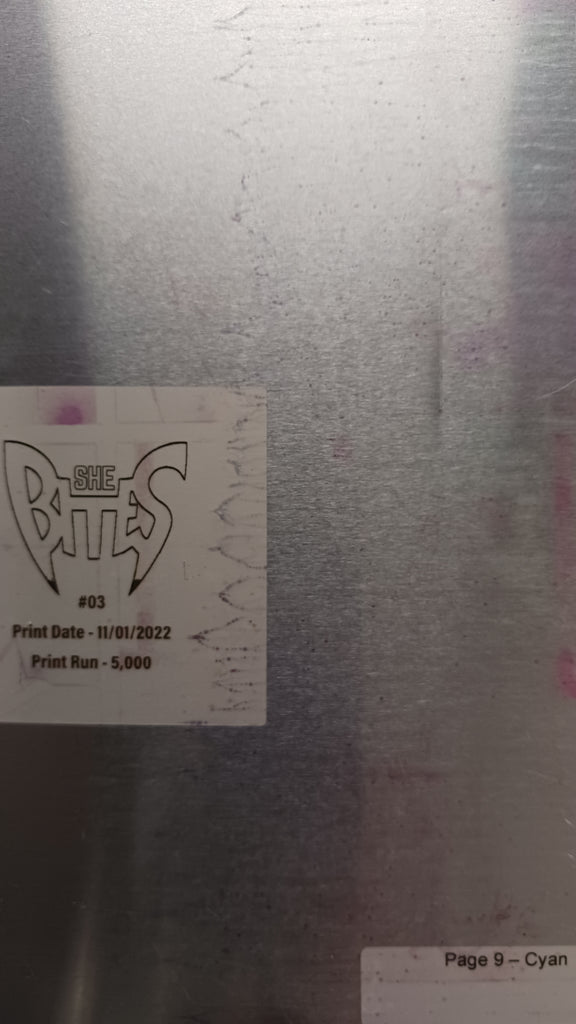 SHE
BITES
#03
Print Date - 11/01/2022
Print Run - 5,000
Page 9 – Cyan